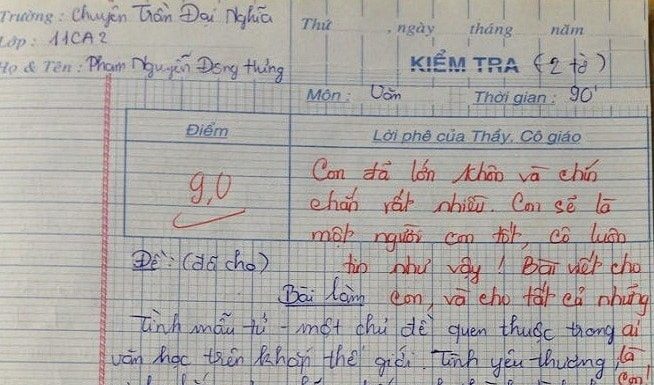 Trường : Chuyên Trần Đại Nghĩa
Lớp : 11CA2
Họ & Tên : Phạm Nguyễn Đông Hưng
Thứ , ngày tháng năm
KIỂM TRA (2 tờ)
Môn : Văn Thời gian : 90'
Điểm
Lời phê của Thầy, Cô giáo
9,0
Con đã lớn khôn và chín
chắn rất nhiều. Con sẽ là
một người con tốt, cô luôn
tin như vậy ! Bài viết cho
con, và cho tất cả những
ai
là
con!
Đề : (đã cho)
Bài làm
Tình mẫu tử - một chủ đề quen thuộc trong
văn học trên khắp thế giới. Tình yêu thương